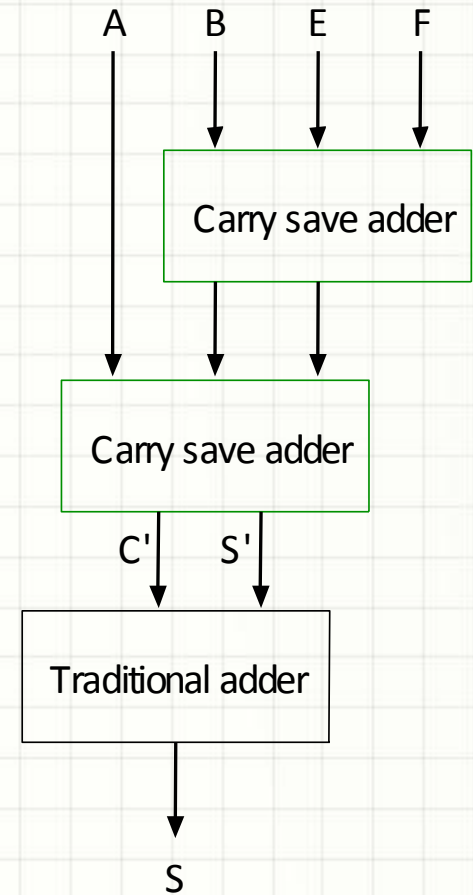 A B E F
Carry save adder
Carry save adder
C' S'
Traditional adder
S